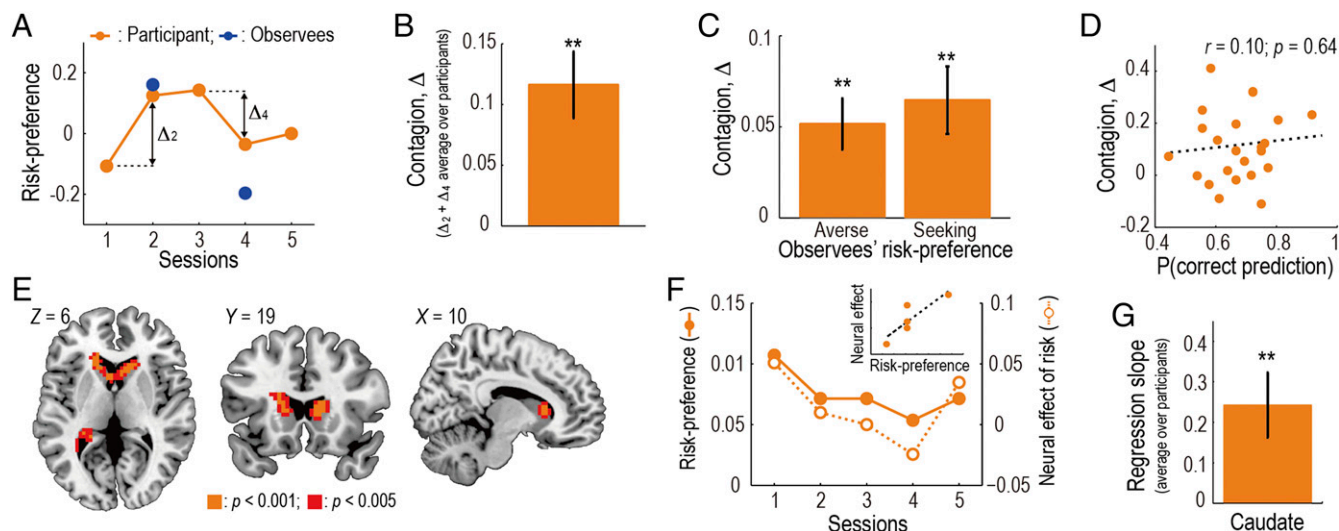 A
: Participant; : Observees
Risk-preference
0.2
0
-0.2
Δ2
Δ4
1 2 3 4 5
Sessions
B
Contagion, Δ
(Δ2 + Δ4 average over participants)
0.15
0.1
0.05
0
**
C
Contagion, Δ
0.1
0.05
0
**
**
Averse Seeking
Observees' risk-preference
D
r = 0.10; p = 0.64
Contagion, Δ
0.4
0.2
0
0.2
0.4 0.6 0.8 1
P(correct prediction)
E
Z = 6
Y = 19
X = 10
: p < 0.001; : p < 0.005
F
Risk-preference ( )
0.15
0.01
0.05
0
Neural effect
Risk-preference
0.1
0.05
0
−0.05
Neural effect of risk ( )
1 2 3 4 5
Sessions
G
Regression slope
(average over participants)
0.4
0.3
0.2
0.1
0
**
Caudate